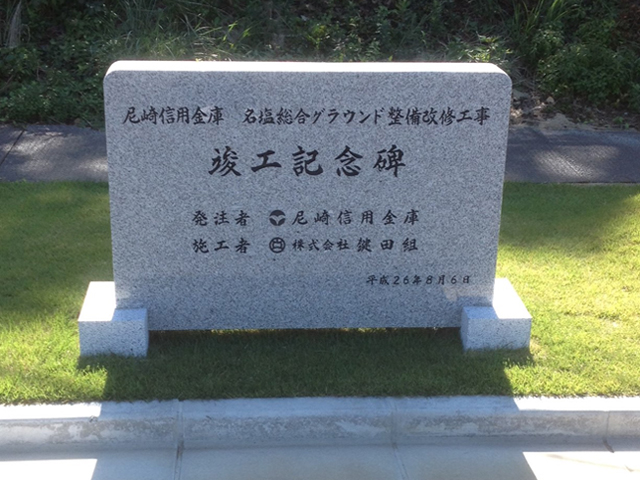 尼崎信用金庫 名塩総合グラウンド整備改修工事
竣工記念碑
発注者 尼崎信用金庫
施工者 株式会社 鍵田組
平成26年8月6日